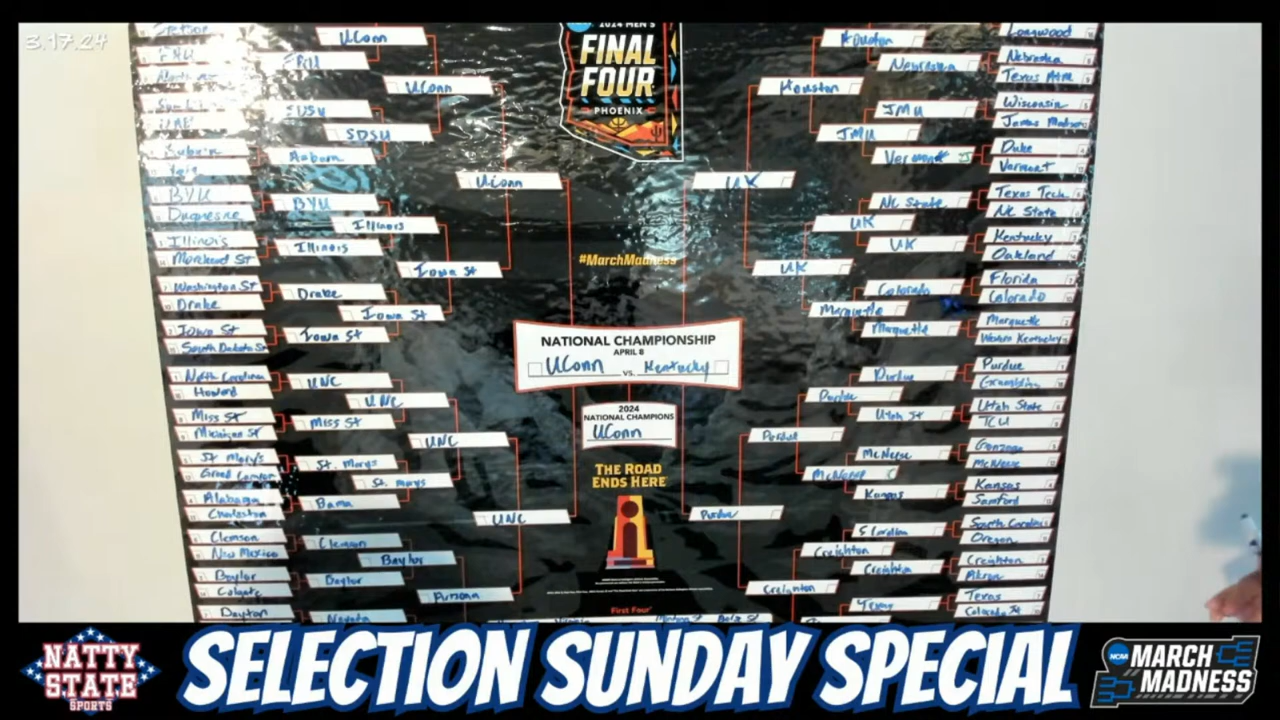 3.17.24
2024 MEN'S
FINAL
FOUR
PHOENIX
#MarchMadness
NATIONAL CHAMPIONSHIP
APRIL 8
UConn vs. Kentucky
2024
NATIONAL CHAMPIONS
UConn
THE ROAD
ENDS HERE
First Four
Stetson
FAU
BYU
Duquesne
Illinois
Morehead St
Washington St
Drake
Iowa St
South Dakota St
North Carolina
Howard
Miss St
Michigan St
St Mary's
Grand Canyon
Alabama
Charleston
Clemson
New Mexico
Baylor
Colgate
Dayton
Auburn
BYU
Illinois
Drake
Iowa St
UNC
Miss St
St. Marys
Bama
Clemson
Baylor
Nevada
UConn
SDSU
Illinois
Iowa St
UNC
St. Marys
Baylor
UConn
Iowa St
UNC
UConn
UNC
UK
Purdue
Houston
UK
Purdue
Creighton
Houston
JMU
UK
Marquette
Purdue
McNeese
Creighton
Nebraska
JMU
Vermont
NC State
UK
Colorado
Marquette
Purdue
Utah St
McNeese
Kansas
S Carolina
Creighton
Texas
Longwood
Nebraska
Texas A&M
Wisconsin
James Madison
Duke
Vermont
Texas Tech
NC State
Kentucky
Oakland
Florida
Colorado
Marquette
Western Kentucky
Purdue
Grambling
Utah State
TCU
Gonzaga
McNeese
Kansas
Samford
South Carolina
Oregon
Creighton
Akron
Texas
Colorado St
NATTY
STATE
SPORTS
SELECTION SUNDAY SPECIAL
NCAA
MARCH
MADNESS